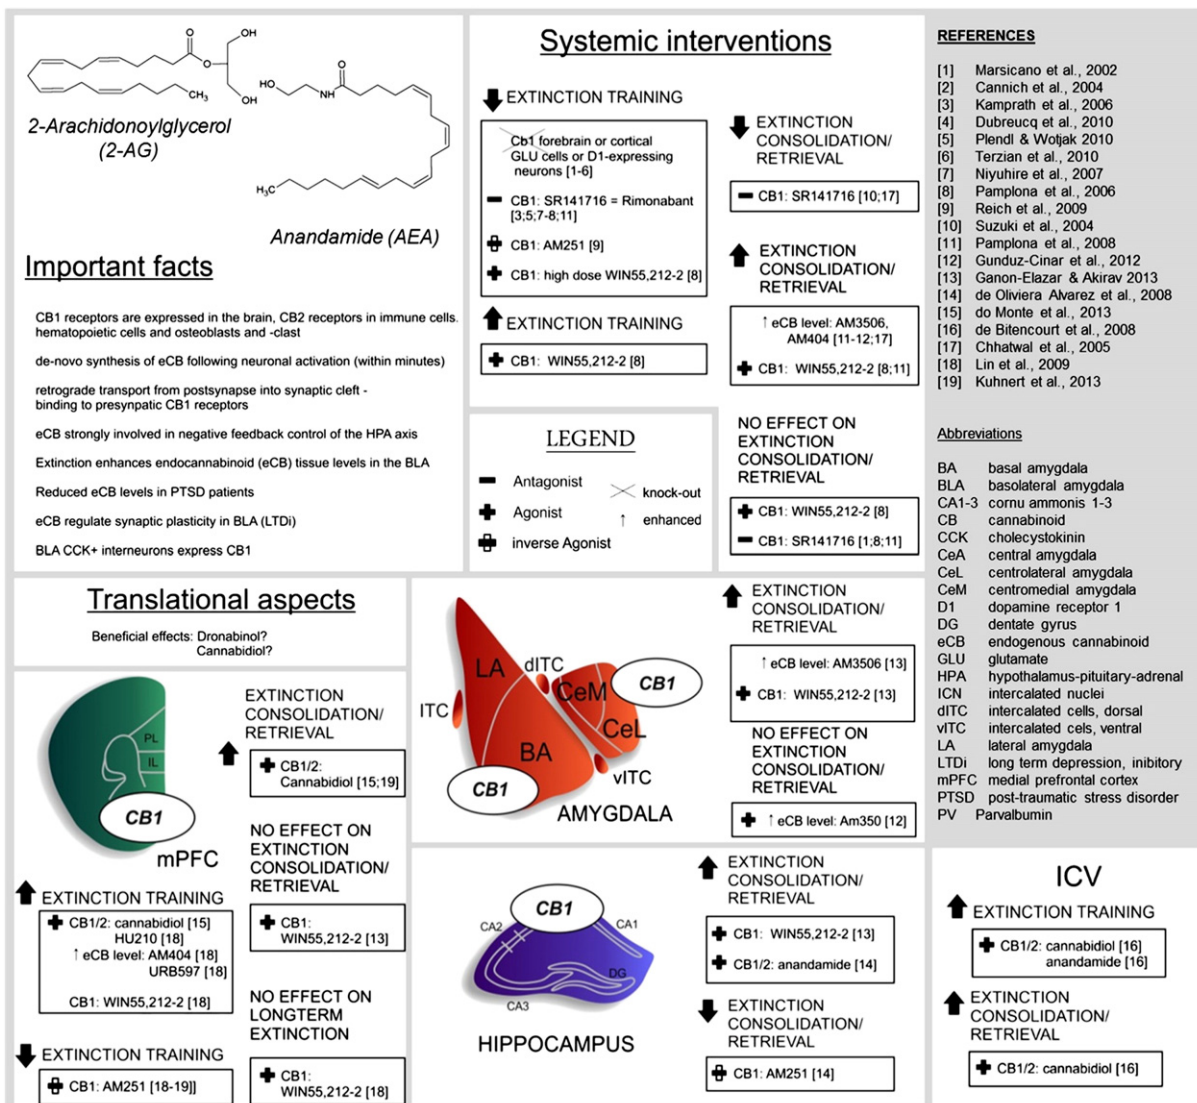 O
OH
O
OH
CH₃
2-Arachidonoylglycerol
(2-AG)
HO
NH
O
H₃C
Anandamide (AEA)
Important facts
CB1 receptors are expressed in the brain, CB2 receptors in immune cells.
hematopoietic cells and osteoblasts and -clast
de-novo synthesis of eCB following neuronal activation (within minutes)
retrograde transport from postsynapse into synaptic cleft -
binding to presynpatic CB1 receptors
eCB strongly involved in negative feedback control of the HPA axis
Extinction enhances endocannabinoid (eCB) tissue levels in the BLA
Reduced eCB levels in PTSD patients
eCB regulate synaptic plasticity in BLA (LTDi)
BLA CCK+ interneurons express CB1
Systemic interventions
EXTINCTION TRAINING
Cb1 forebrain or cortical
GLU cells or D1-expressing
neurons [1-6]
CB1: SR141716 = Rimonabant
[3;5;7-8;11]
CB1: AM251 [9]
CB1: high dose WIN55,212-2 [8]
EXTINCTION TRAINING
CB1: WIN55,212-2 [8]
EXTINCTION
CONSOLIDATION/
RETRIEVAL
CB1: SR141716 [10;17]
EXTINCTION
CONSOLIDATION/
RETRIEVAL
↑ eCB level: AM3506,
AM404 [11-12;17]
CB1: WIN55,212-2 [8;11]
NO EFFECT ON
EXTINCTION
CONSOLIDATION/
RETRIEVAL
CB1: WIN55,212-2 [8]
CB1: SR141716 [1;8;11]
LEGEND
Antagonist
Agonist
inverse Agonist
knock-out
↑ enhanced
REFERENCES
[1] Marsicano et al., 2002
[2] Cannich et al., 2004
[3] Kamprath et al., 2006
[4] Dubreucq et al., 2010
[5] Plendl & Wotjak 2010
[6] Terzian et al., 2010
[7] Niyuhire et al., 2007
[8] Pamplona et al., 2006
[9] Reich et al., 2009
[10] Suzuki et al., 2004
[11] Pamplona et al., 2008
[12] Gunduz-Cinar et al., 2012
[13] Ganon-Elazar & Akirav 2013
[14] de Oliviera Alvarez et al., 2008
[15] do Monte et al., 2013
[16] de Bitencourt et al., 2008
[17] Chhatwal et al., 2005
[18] Lin et al., 2009
[19] Kuhnert et al., 2013
Abbreviations
BA basal amygdala
BLA basolateral amygdala
CA1-3 cornu ammonis 1-3
CB cannabinoid
CCK cholecystokinin
CeA central amygdala
CeL centrolateral amygdala
CeM centromedial amygdala
D1 dopamine receptor 1
DG dentate gyrus
eCB endogenous cannabinoid
GLU glutamate
HPA hypothalamus-pituitary-adrenal
ICN intercalated nuclei
dITC intercalated cells, dorsal
vITC intercalated cels, ventral
LA lateral amygdala
LTDi long term depression, inibitory
mPFC medial prefrontal cortex
PTSD post-traumatic stress disorder
PV Parvalbumin
Translational aspects
Beneficial effects: Dronabinol?
Cannabidiol?
PL
IL
CB1
mPFC
EXTINCTION
CONSOLIDATION/
RETRIEVAL
CB1/2:
Cannabidiol [15;19]
NO EFFECT ON
EXTINCTION
CONSOLIDATION/
RETRIEVAL
CB1:
WIN55,212-2 [13]
EXTINCTION TRAINING
CB1/2: cannabidiol [15]
HU210 [18]
↑ eCB level: AM404 [18]
URB597 [18]
CB1: WIN55,212-2 [18]
NO EFFECT ON
LONGTERM
EXTINCTION
CB1:
WIN55,212-2 [18]
EXTINCTION TRAINING
CB1: AM251 [18-19]]
LA
dITC
CeM
CB1
ITC
CeL
BA
vITC
CB1
AMYGDALA
EXTINCTION
CONSOLIDATION/
RETRIEVAL
↑ eCB level: AM3506 [13]
CB1: WIN55,212-2 [13]
NO EFFECT ON
EXTINCTION
CONSOLIDATION/
RETRIEVAL
↑ eCB level: Am350 [12]
CB1
CA2
CA1
DG
CA3
HIPPOCAMPUS
EXTINCTION
CONSOLIDATION/
RETRIEVAL
CB1: WIN55,212-2 [13]
CB1/2: anandamide [14]
EXTINCTION
CONSOLIDATION/
RETRIEVAL
CB1: AM251 [14]
ICV
EXTINCTION TRAINING
CB1/2: cannabidiol [16]
anandamide [16]
EXTINCTION
CONSOLIDATION/
RETRIEVAL
CB1/2: cannabidiol [16]